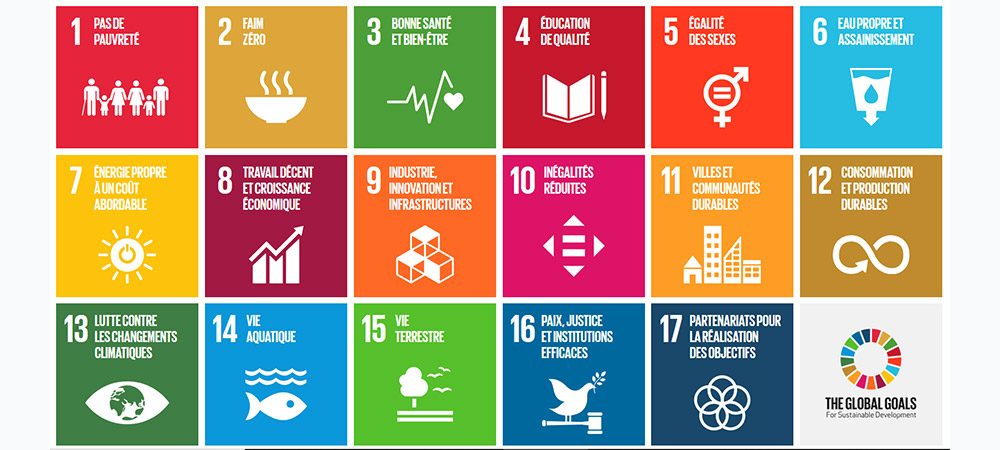 1 PAS DE
PAUVRETÉ
2 FAIM
ZÉRO
3 BONNE SANTÉ
ET BIEN-ÊTRE
4 ÉDUCATION
DE QUALITÉ
5 ÉGALITÉ
DES SEXES
6 EAU PROPRE ET
ASSAINISSEMENT
7 ÉNERGIE PROPRE
À UN COÛT
ABORDABLE
8 TRAVAIL DÉCENT
ET CROISSANCE
ÉCONOMIQUE
9 INDUSTRIE,
INNOVATION ET
INFRASTRUCTURES
10 INÉGALITÉS
RÉDUITES
11 VILLES ET
COMMUNAUTÉS
DURABLES
12 CONSOMMATION
ET PRODUCTION
DURABLES
13 LUTTE CONTRE
LES CHANGEMENTS
CLIMATIQUES
14 VIE
AQUATIQUE
15 VIE
TERRESTRE
16 PAIX, JUSTICE
ET INSTITUTIONS
EFFICACES
17 PARTENARIATS POUR
LA RÉALISATION
DES OBJECTIFS
THE GLOBAL GOALS
For Sustainable Development